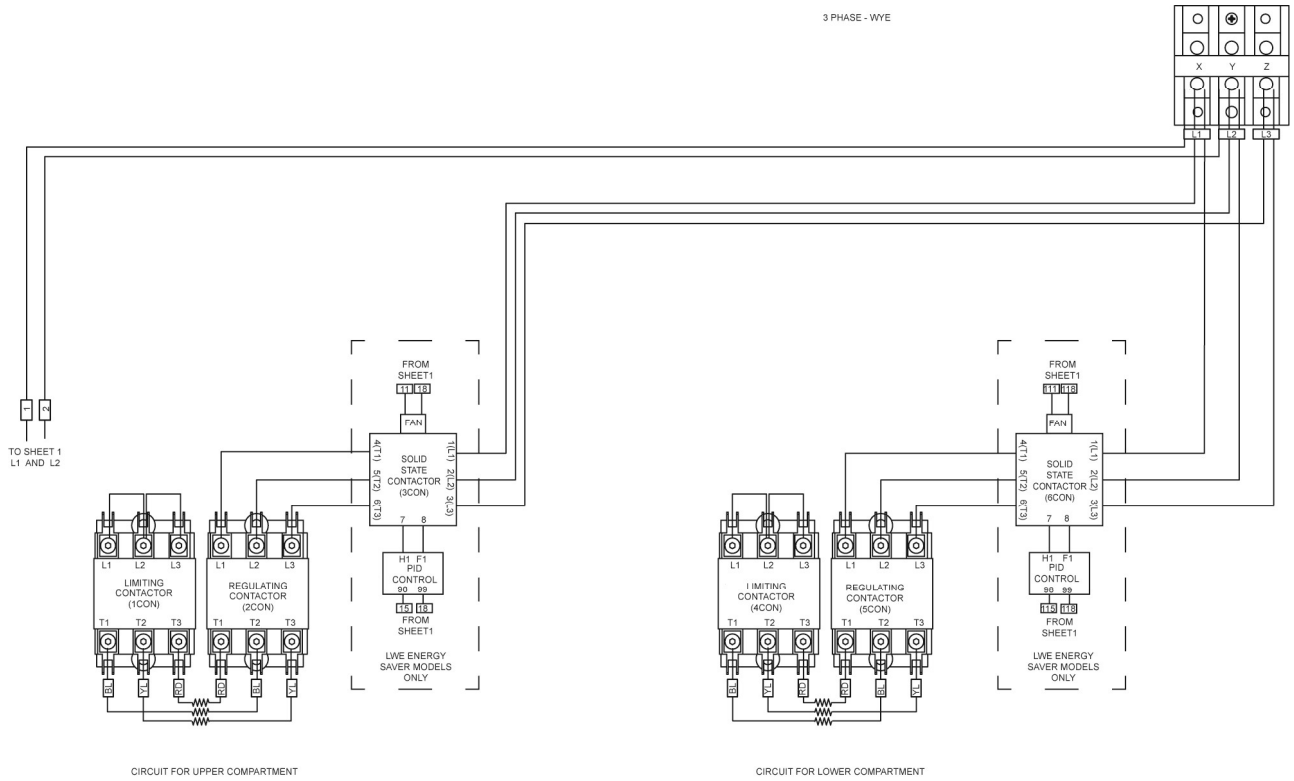 3 PHASE - WYE
X Y Z
L1 L2 L3
1 2
TO SHEET 1
L1 AND L2
FROM
SHEET1
11 18
FAN
4(T1) 1(L1)
5(T2) 2(L2)
6(T3) 3(L3)
SOLID
STATE
CONTACTOR
(3CON)
7 8
H1 F1
PID
CONTROL
90 99
15 18
FROM
SHEET1
LWE ENERGY
SAVER MODELS
ONLY
L1 L2 L3
LIMITING
CONTACTOR
(1CON)
T1 T2 T3
BL YL RD
L1 L2 L3
REGULATING
CONTACTOR
(2CON)
T1 T2 T3
RD BL YL
CIRCUIT FOR UPPER COMPARTMENT
FROM
SHEET1
111 118
FAN
4(T1) 1(L1)
5(T2) 2(L2)
6(T3) 3(L3)
SOLID
STATE
CONTACTOR
(6CON)
7 8
H1 F1
PID
CONTROL
90 99
115 118
FROM
SHEET1
LWE ENERGY
SAVER MODELS
ONLY
L1 L2 L3
LIMITING
CONTACTOR
(4CON)
T1 T2 T3
BL YL RD
L1 L2 L3
REGULATING
CONTACTOR
(5CON)
T1 T2 T3
RD BL YL
CIRCUIT FOR LOWER COMPARTMENT